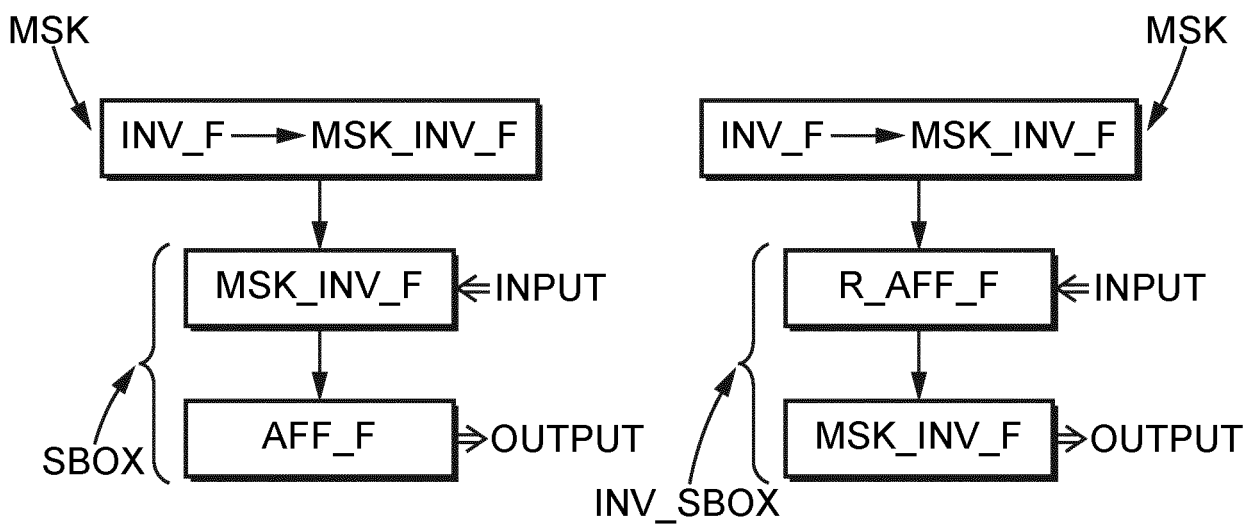 MSK
INV_F MSK_INV_F
MSK_INV_F
INPUT
AFF_F
OUTPUT
SBOX
MSK
INV_F MSK_INV_F
R_AFF_F
INPUT
MSK_INV_F
OUTPUT
INV_SBOX